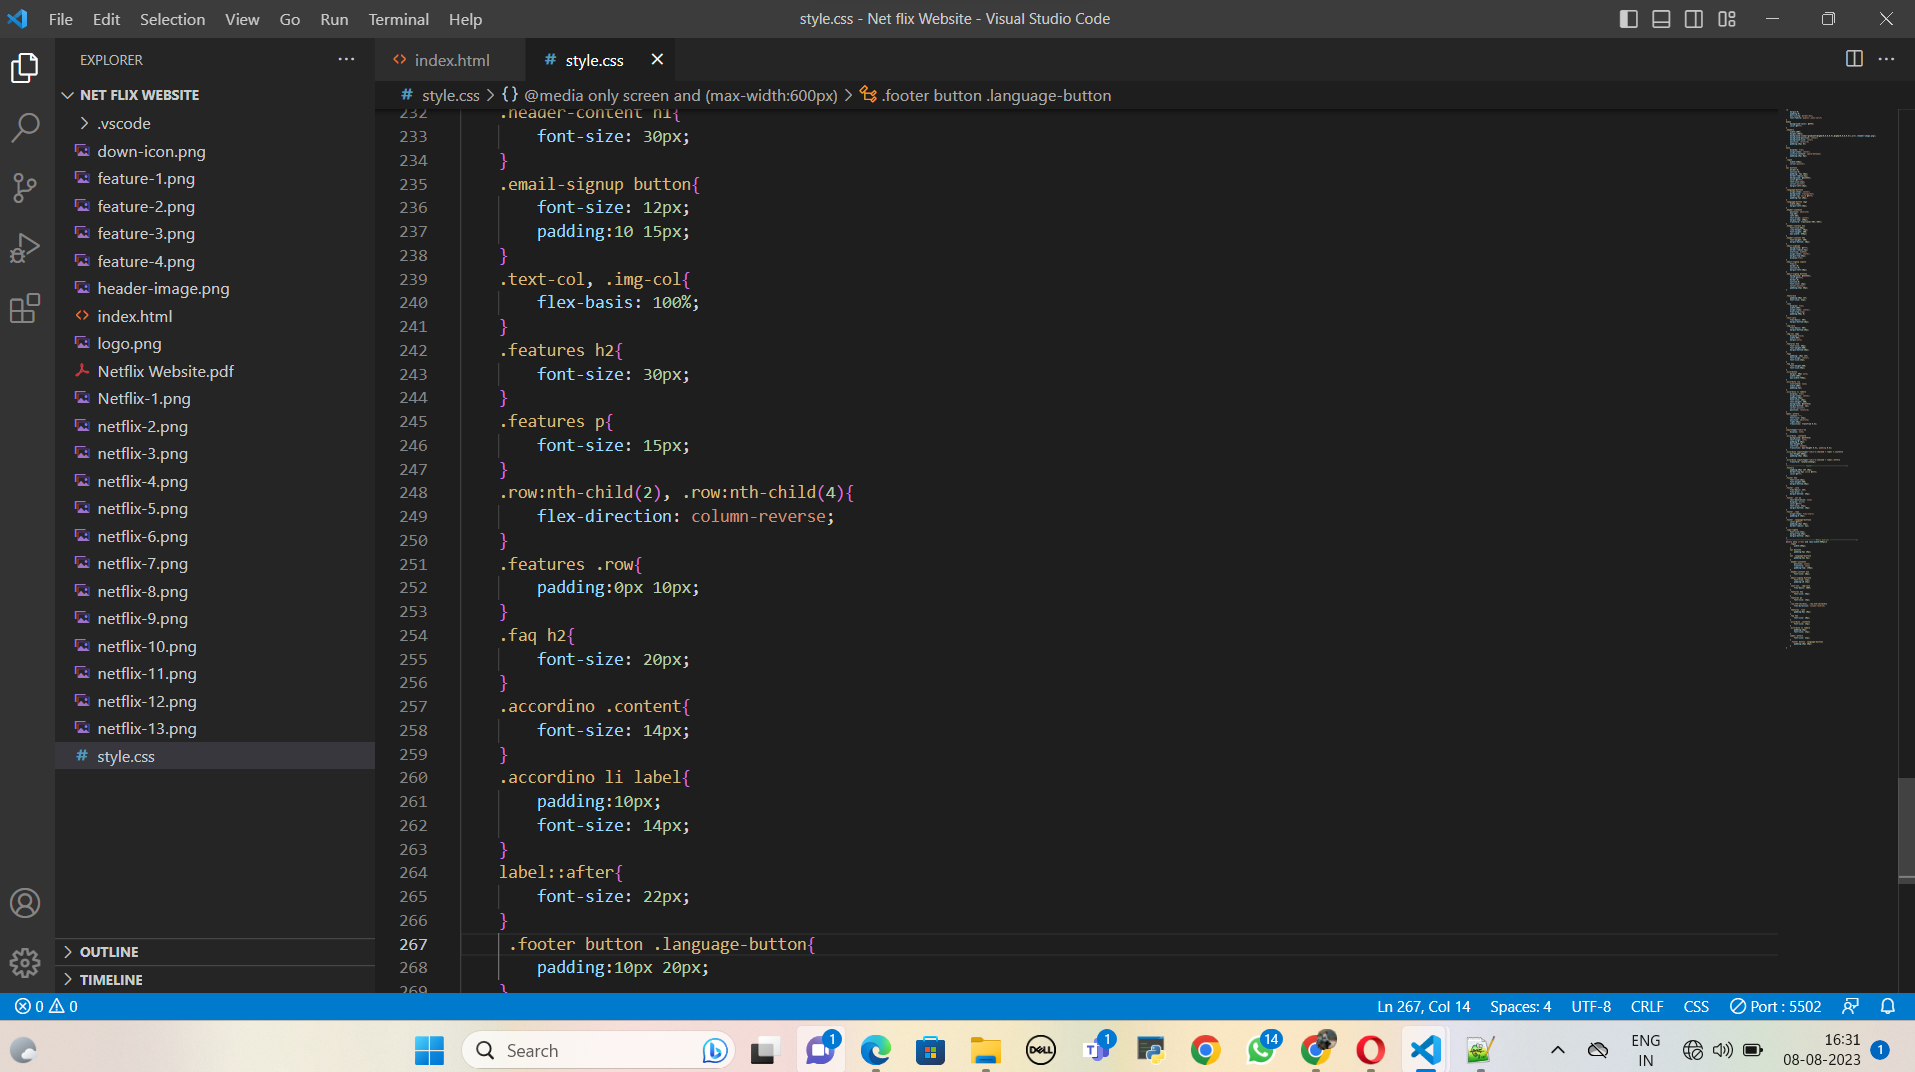 File Edit Selection View Go Run Terminal Help
style.css - Net flix Website - Visual Studio Code
EXPLORER
index.html
# style.css
NET FLIX WEBSITE
# style.css > {} @media only screen and (max-width:600px) > .footer button .language-button
.vscode
down-icon.png
feature-1.png
feature-2.png
feature-3.png
feature-4.png
header-image.png
index.html
logo.png
Netflix Website.pdf
Netflix-1.png
netflix-2.png
netflix-3.png
netflix-4.png
netflix-5.png
netflix-6.png
netflix-7.png
netflix-8.png
netflix-9.png
netflix-10.png
netflix-11.png
netflix-12.png
netflix-13.png
# style.css
OUTLINE
TIMELINE
232 .header-content h1{
233 font-size: 30px;
234 }
235 .email-signup button{
236 font-size: 12px;
237 padding:10 15px;
238 }
239 .text-col, .img-col{
240 flex-basis: 100%;
241 }
242 .features h2{
243 font-size: 30px;
244 }
245 .features p{
246 font-size: 15px;
247 }
248 .row:nth-child(2), .row:nth-child(4){
249 flex-direction: column-reverse;
250 }
251 .features .row{
252 padding:0px 10px;
253 }
254 .faq h2{
255 font-size: 20px;
256 }
257 .accordino .content{
258 font-size: 14px;
259 }
260 .accordino li label{
261 padding:10px;
262 font-size: 14px;
263 }
264 label::after{
265 font-size: 22px;
266 }
267 .footer button .language-button{
268 padding:10px 20px;
269 }
0 0
Ln 267, Col 14 Spaces: 4 UTF-8 CRLF CSS Port : 5502
Search
1
DELL
1
14
ENG
IN
16:31
08-08-2023
1